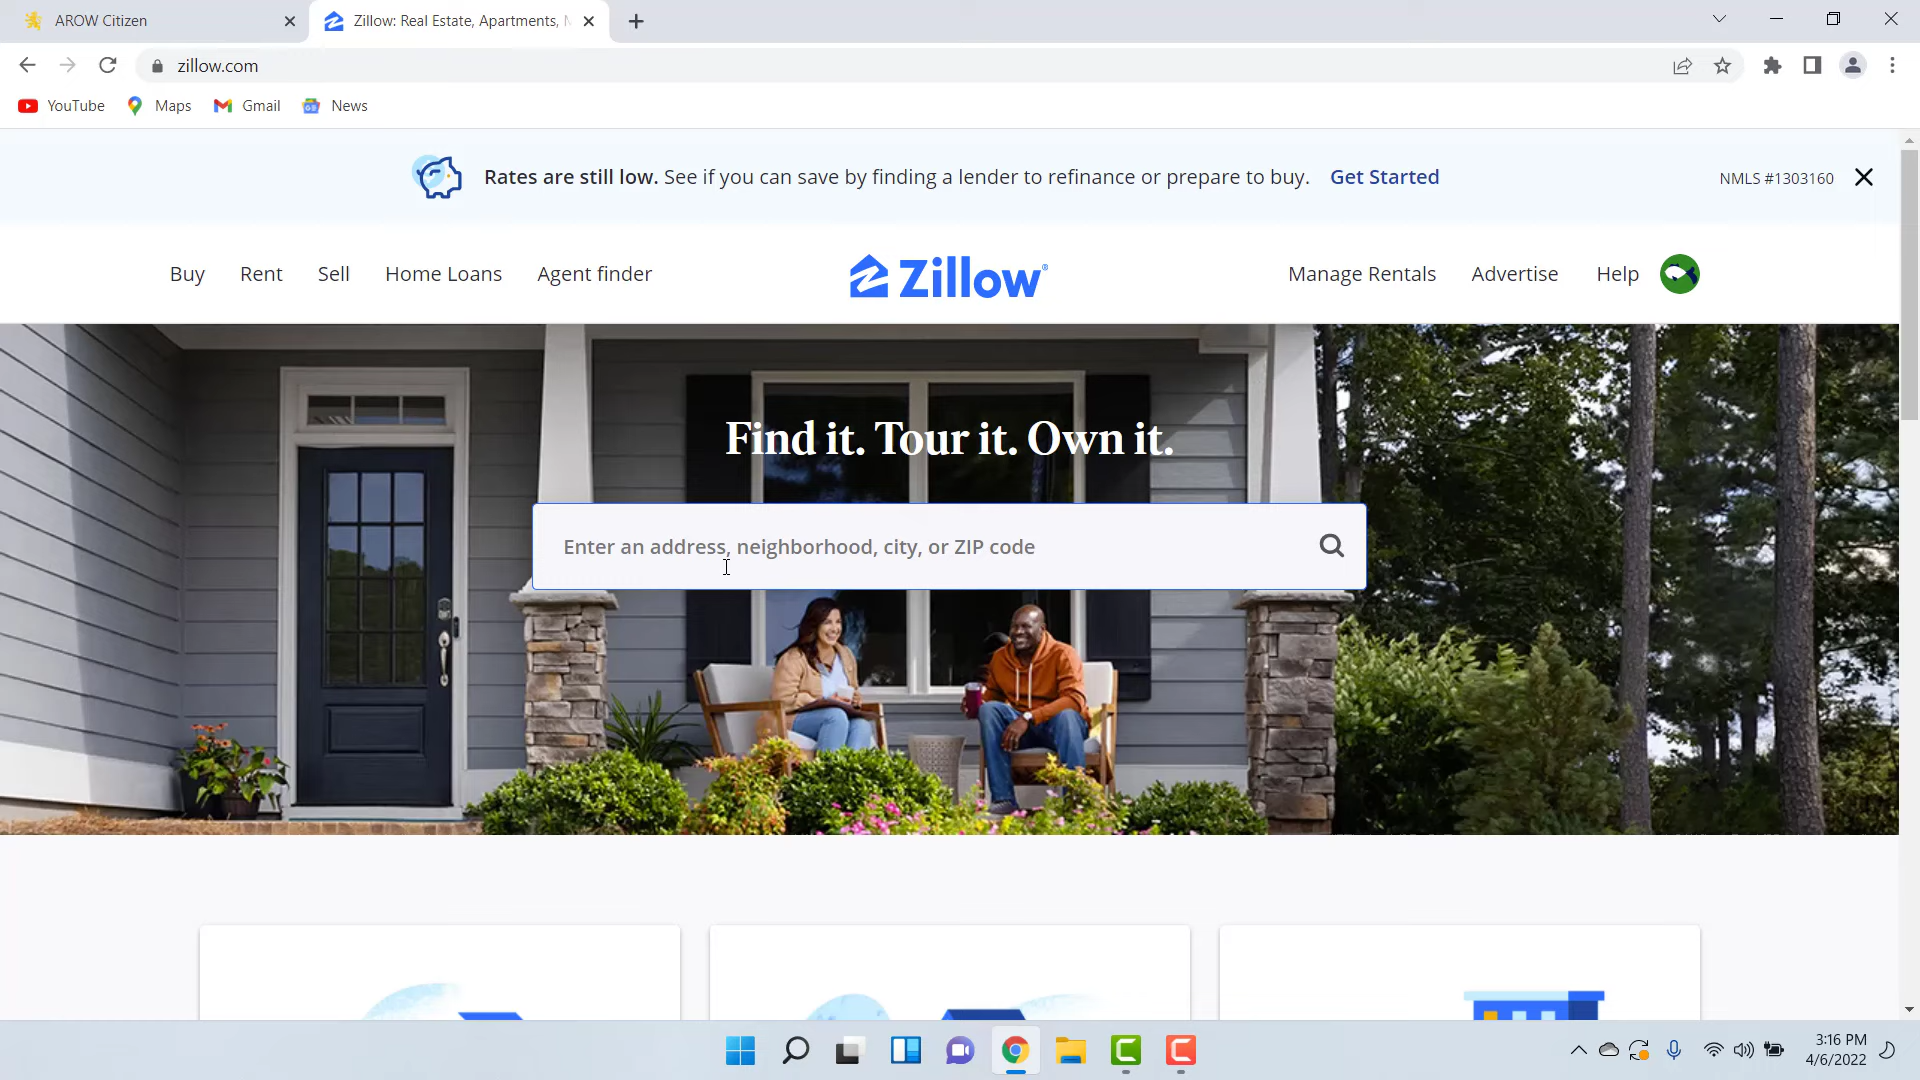 AROW Citizen
Zillow: Real Estate, Apartments,
zillow.com
YouTube Maps Gmail News
Rates are still low. See if you can save by finding a lender to refinance or prepare to buy. Get Started NMLS #1303160
Buy Rent Sell Home Loans Agent finder Zillow Manage Rentals Advertise Help
Find it. Tour it. Own it.
Enter an address, neighborhood, city, or ZIP code
3:16 PM
4/6/2022